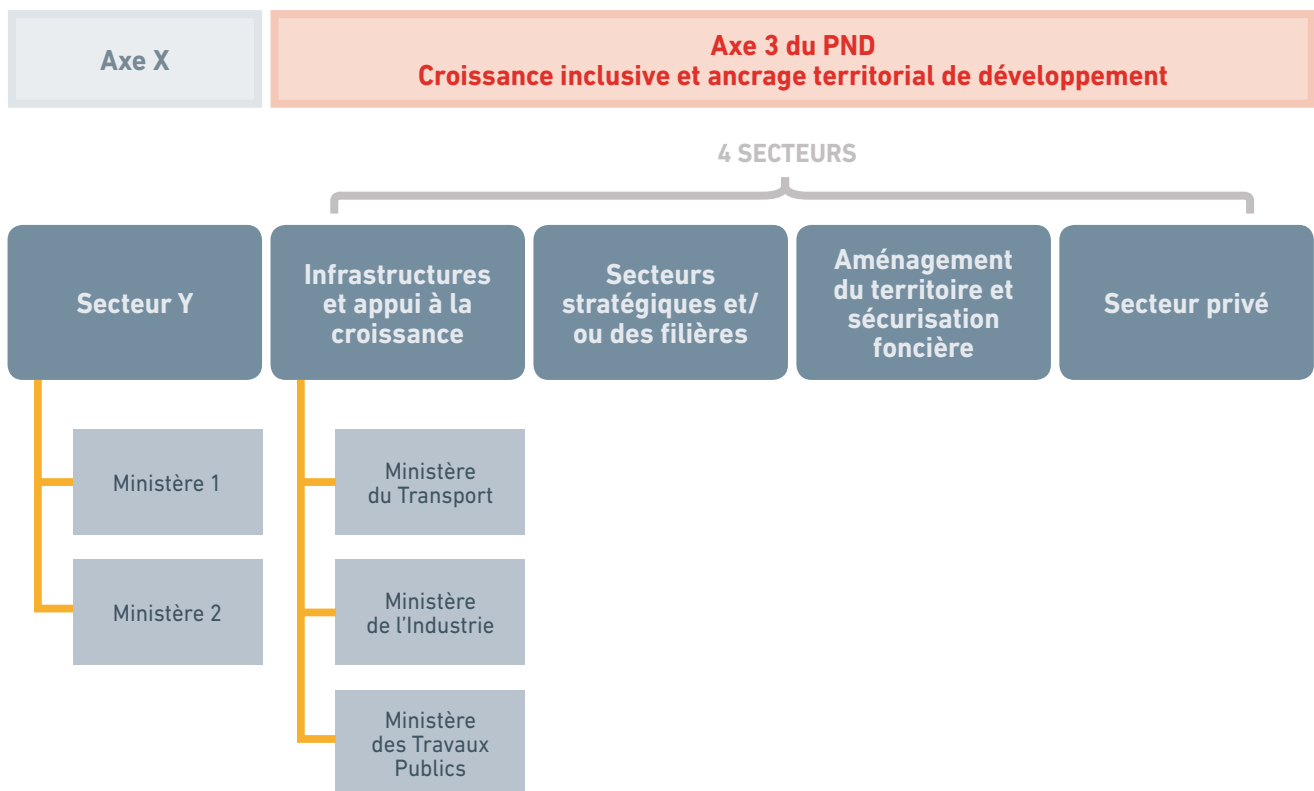 Axe X
Axe 3 du PND
Croissance inclusive et ancrage territorial de développement
4 SECTEURS
Secteur Y
Infrastructures
et appui à la
croissance
Secteurs
stratégiques et/
ou des filières
Aménagement
du territoire et
sécurisation
foncière
Secteur privé
Ministère 1
Ministère 2
Ministère
du Transport
Ministère
de l'Industrie
Ministère
des Travaux
Publics